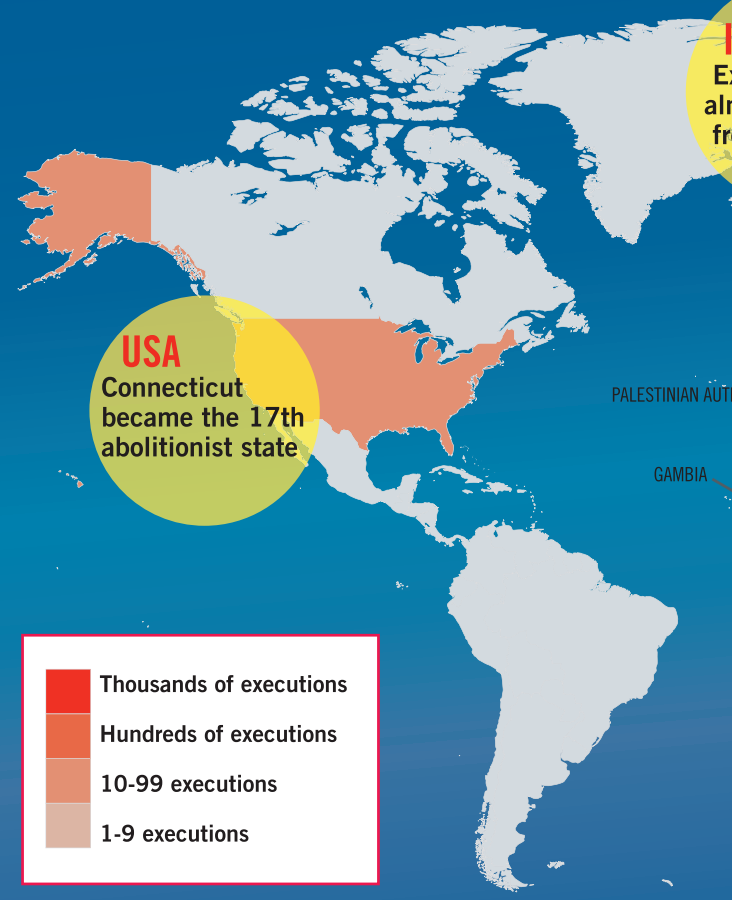 USA
Connecticut
became the 17th
abolitionist state
PALESTINIAN
GAMBIA
Thousands of executions
Hundreds of executions
10-99 executions
1-9 executions